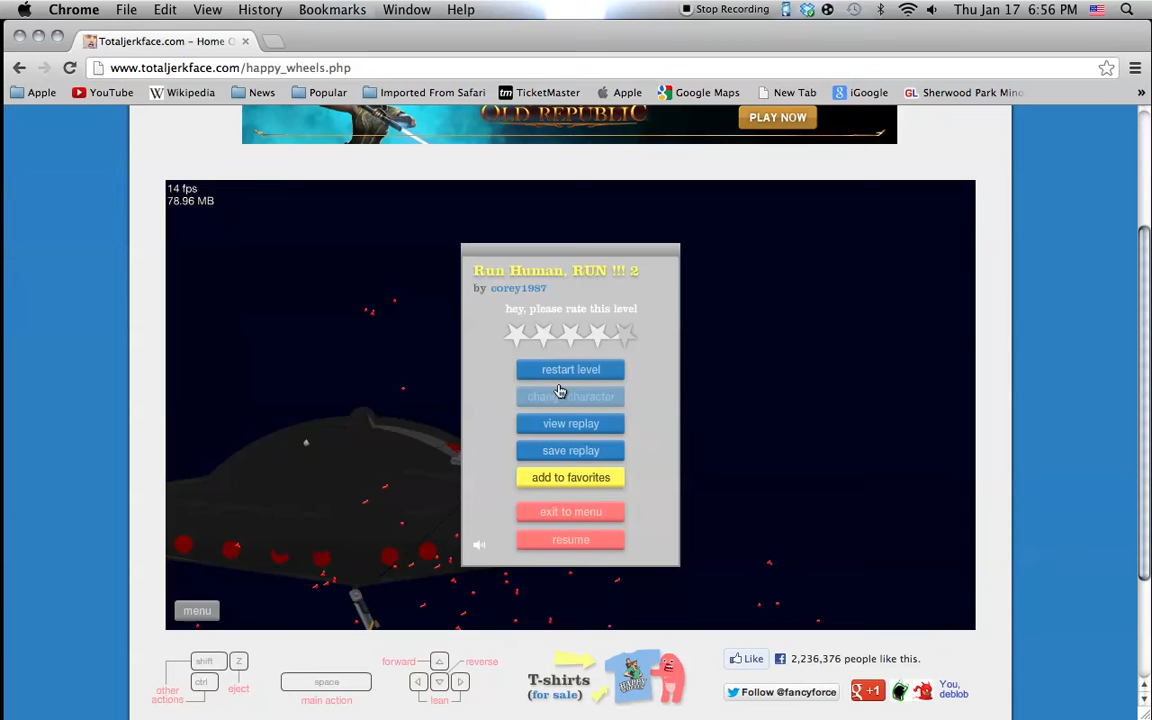 Chrome File Edit View History Bookmarks Window Help Stop Recording Thu Jan 17 6:56 PM
Totaljerkface.com – Home O
www.totaljerkface.com/happy_wheels.php
Apple YouTube Wikipedia News Popular Imported From Safari TicketMaster Apple Google Maps New Tab iGoogle Sherwood Park Mino »
OLD REPUBLIC PLAY NOW
14 fps
78.96 MB
Run Human, RUN !!! 2
by corey1987
hey, please rate this level
restart level
change character
view replay
save replay
add to favorites
exit to menu
resume
menu
shift Z
ctrl
other
actions
eject
space
main action
forward reverse
lean
T-shirts
(for sale)
Like 2,236,376 people like this.
Follow @fancyforce +1 You,
deblob